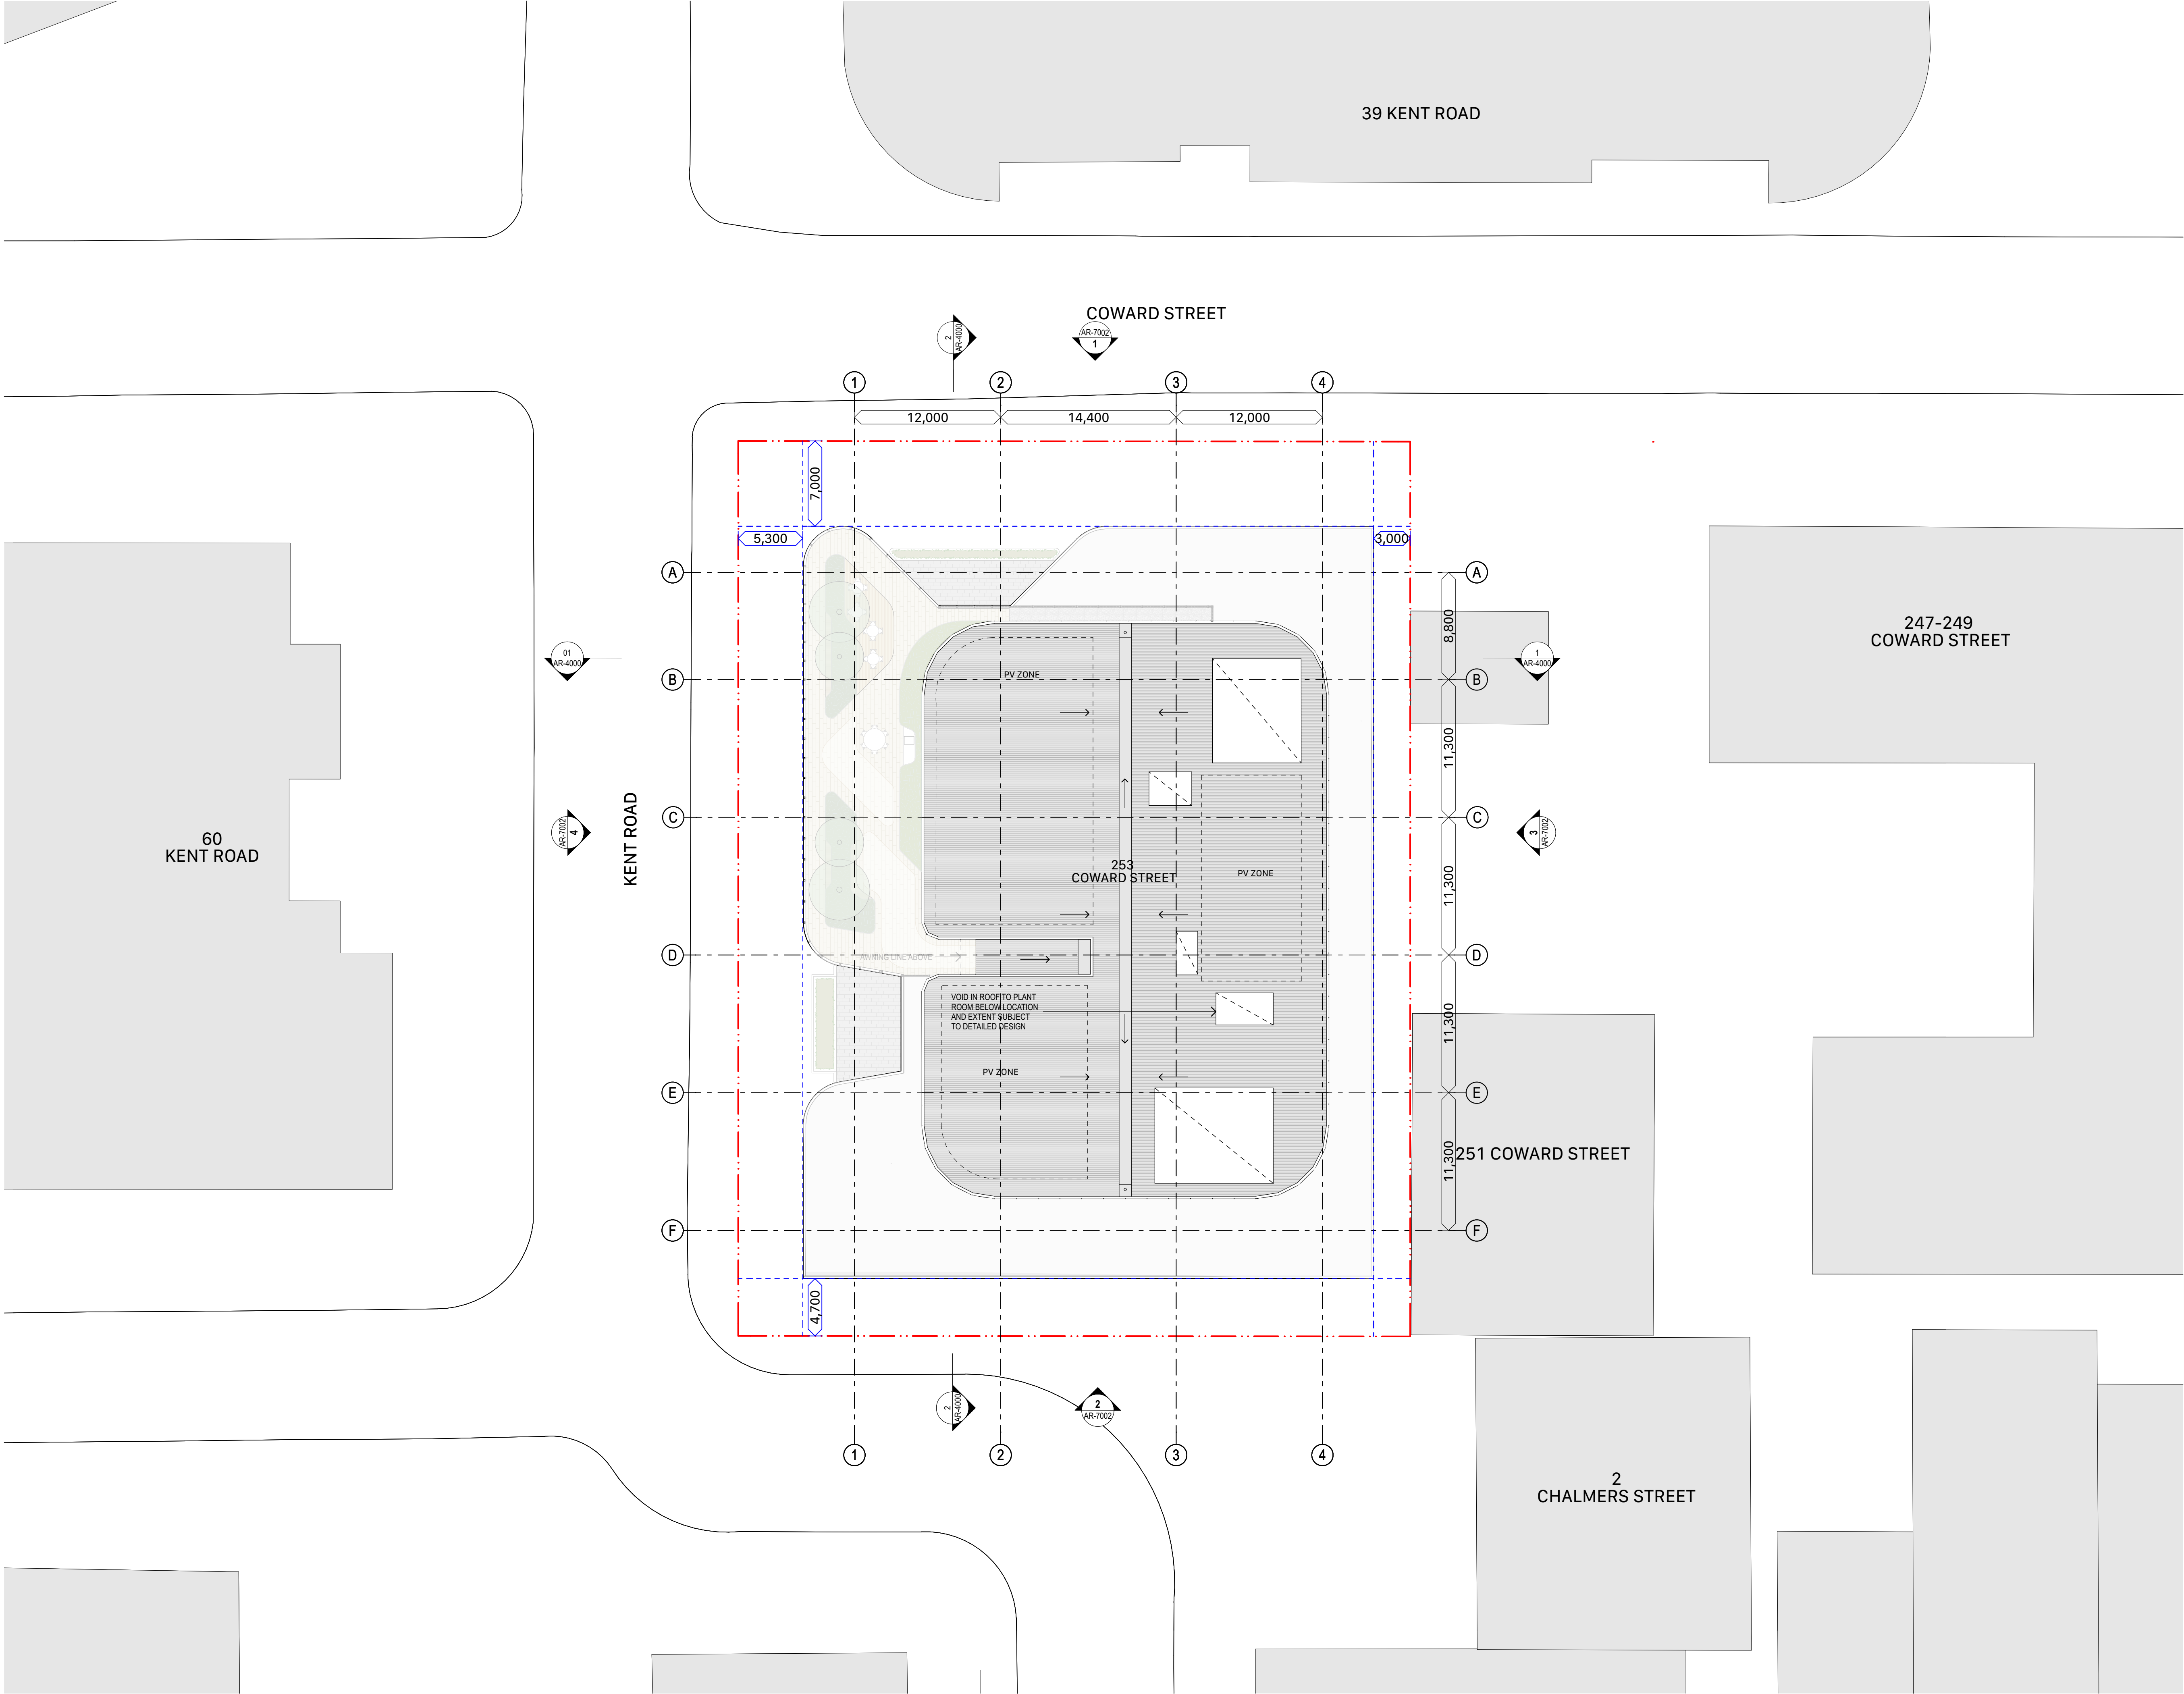 39 KENT ROAD
COWARD STREET
2
AR-4000
AR-7002
1
1
2
3
4
12,000
14,400
12,000
7,000
5,300
3,000
A
A
8,800
247-249
COWARD STREET
01
AR-4000
1
AR-4000
PV ZONE
B
B
11,300
C
C
KENT ROAD
60
KENT ROAD
4
AR-7002
3
AR-7002
253
COWARD STREET
PV ZONE
11,300
D
D
AWNING LINE ABOVE
VOID IN ROOF TO PLANT
ROOM BELOW LOCATION
AND EXTENT SUBJECT
TO DETAILED DESIGN
11,300
PV ZONE
E
E
11,300
251 COWARD STREET
F
F
4,700
2
AR-4000
2
AR-7002
1
2
3
4
2
CHALMERS STREET